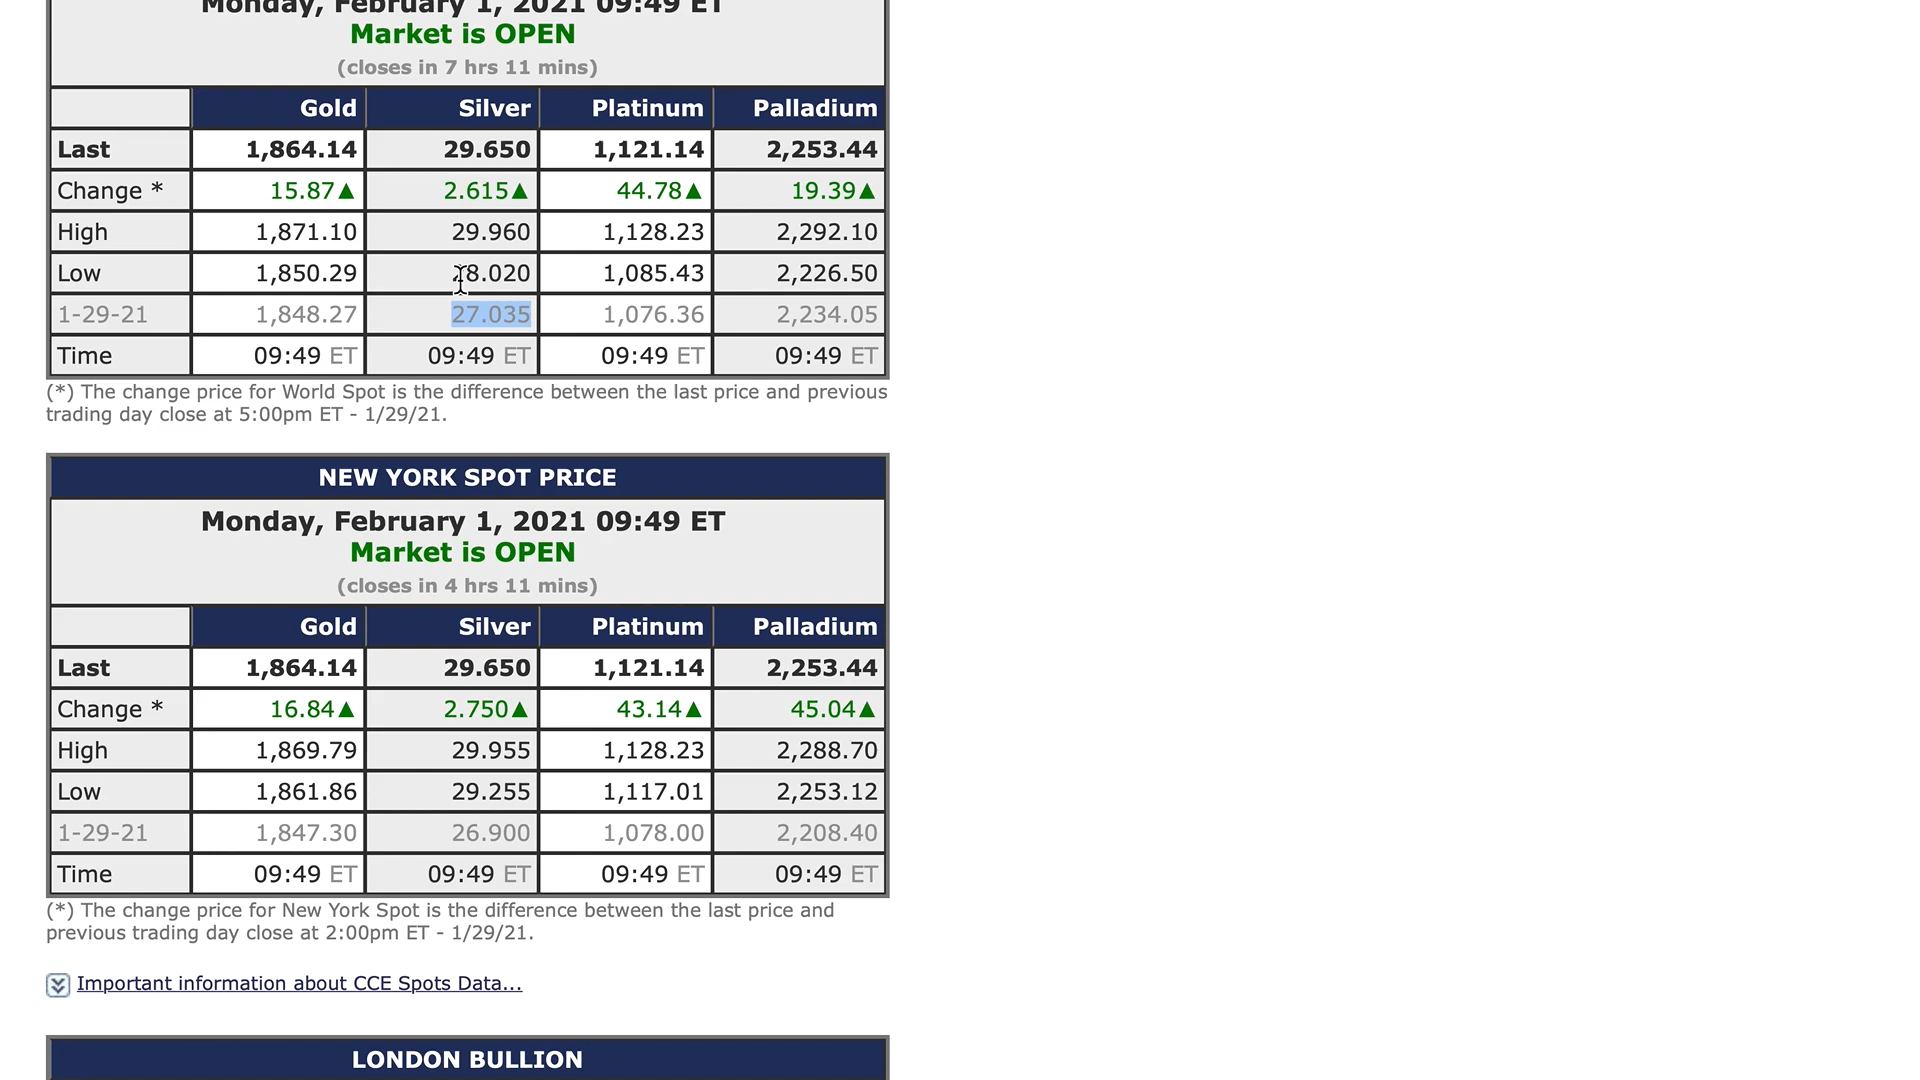 Monday, February 1, 2021 09:49 ET
Market is OPEN
(closes in 7 hrs 11 mins)
Gold Silver Platinum Palladium
Last 1,864.14 29.650 1,121.14 2,253.44
Change * 15.87▲ 2.615▲ 44.78▲ 19.39▲
High 1,871.10 29.960 1,128.23 2,292.10
Low 1,850.29 28.020 1,085.43 2,226.50
1-29-21 1,848.27 27.035 1,076.36 2,234.05
Time 09:49 ET 09:49 ET 09:49 ET 09:49 ET
(*) The change price for World Spot is the difference between the last price and previous
trading day close at 5:00pm ET - 1/29/21.
NEW YORK SPOT PRICE
Monday, February 1, 2021 09:49 ET
Market is OPEN
(closes in 4 hrs 11 mins)
Gold Silver Platinum Palladium
Last 1,864.14 29.650 1,121.14 2,253.44
Change * 16.84▲ 2.750▲ 43.14▲ 45.04▲
High 1,869.79 29.955 1,128.23 2,288.70
Low 1,861.86 29.255 1,117.01 2,253.12
1-29-21 1,847.30 26.900 1,078.00 2,208.40
Time 09:49 ET 09:49 ET 09:49 ET 09:49 ET
(*) The change price for New York Spot is the difference between the last price and
previous trading day close at 2:00pm ET - 1/29/21.
Important information about CCE Spots Data...
LONDON BULLION